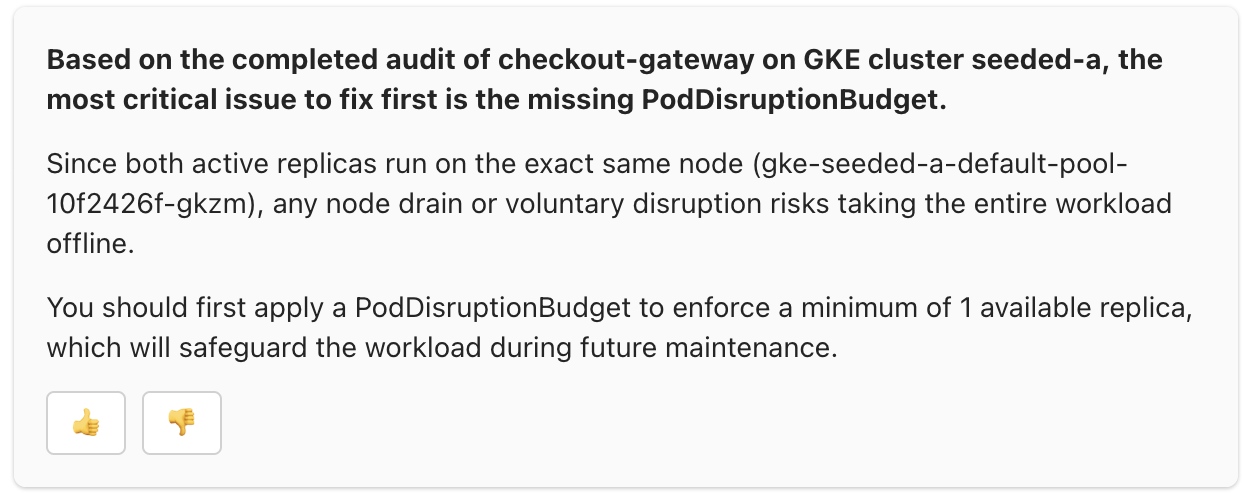 Based on the completed audit of checkout-gateway on GKE cluster seeded-a, the
most critical issue to fix first is the missing PodDisruptionBudget.
Since both active replicas run on the exact same node (gke-seeded-a-default-pool-
10f2426f-gkzm), any node drain or voluntary disruption risks taking the entire workload
offline.
You should first apply a PodDisruptionBudget to enforce a minimum of 1 available replica,
which will safeguard the workload during future maintenance.